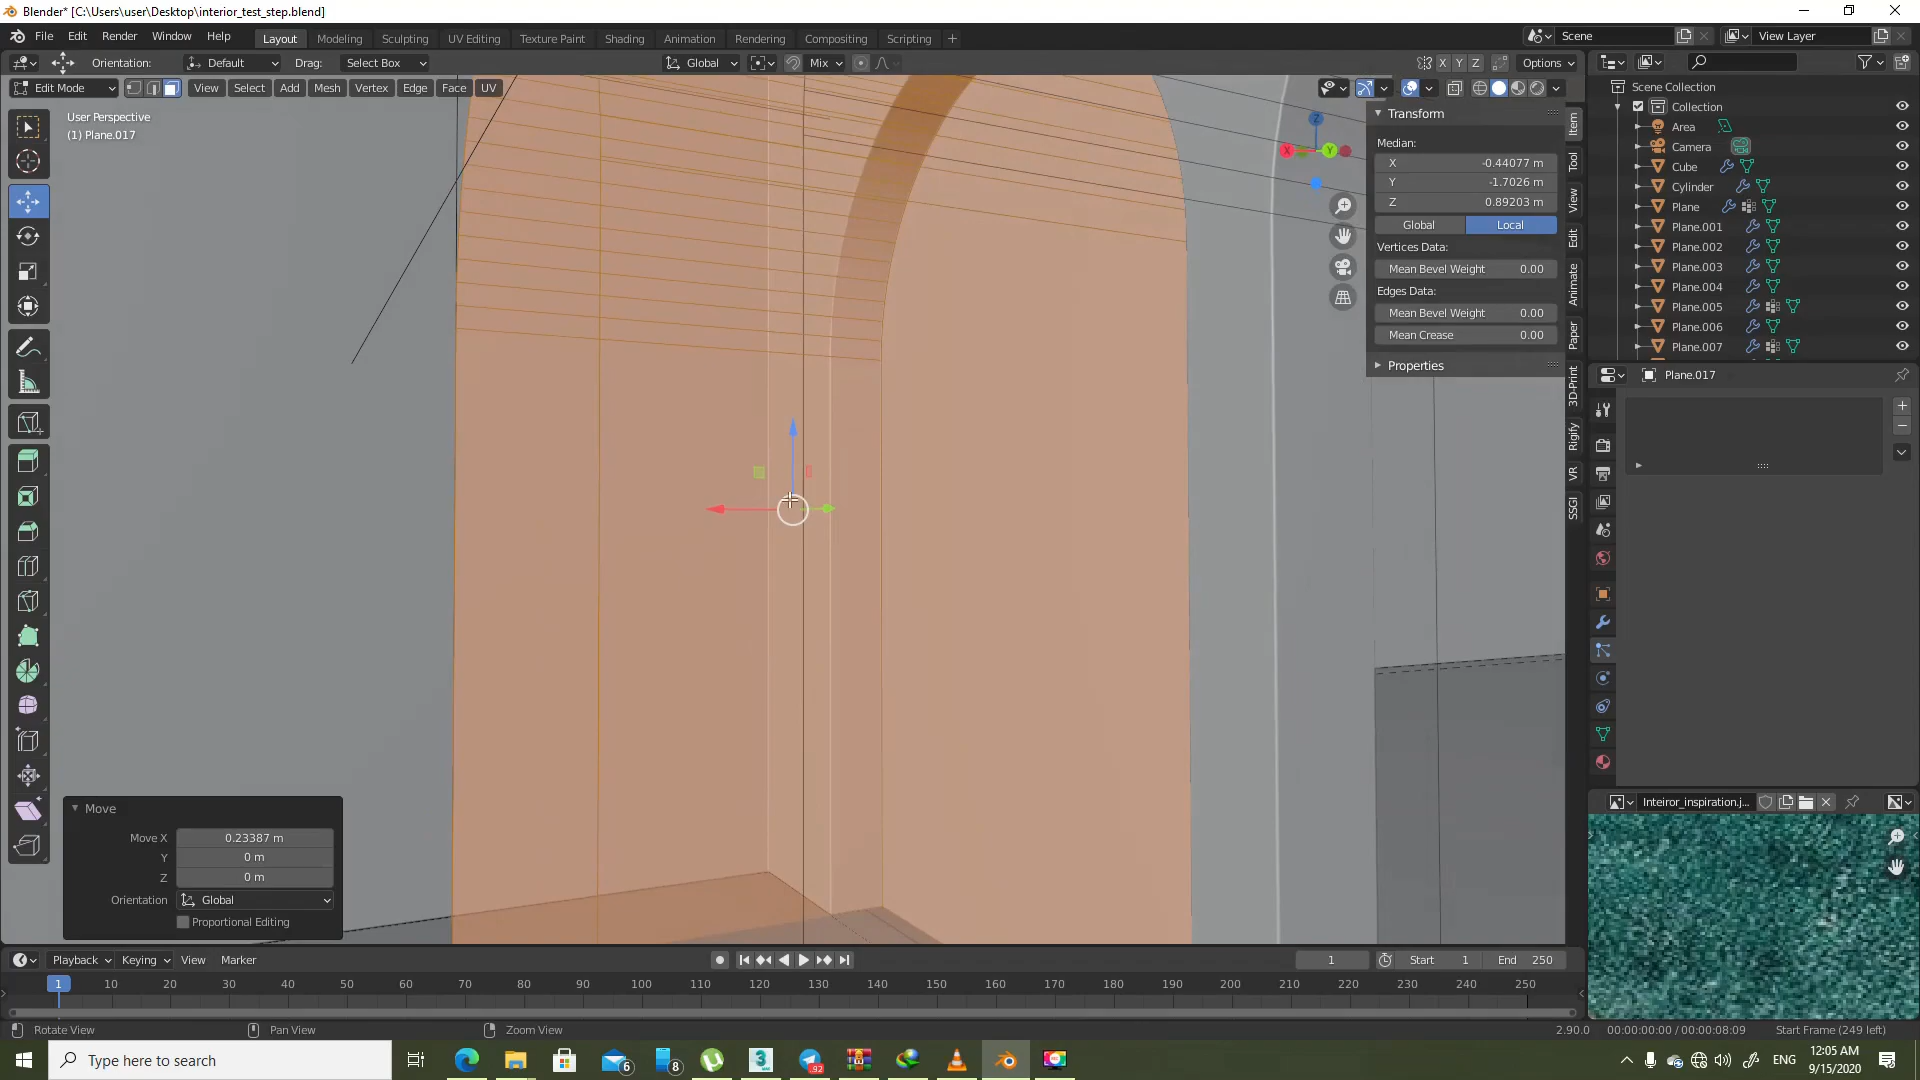 Blender* [C:\Users\user\Desktop\interior_test_step.blend]
File Edit Render Window Help
Layout Modeling Sculpting UV Editing Texture Paint Shading Animation Rendering Compositing Scripting
Scene View Layer
Orientation: Default Drag: Select Box Global Mix X Y Z Options
Edit Mode View Select Add Mesh Vertex Edge Face UV
User Perspective
(1) Plane.017
Z
X
Y
Transform
Median:
X -0.44077 m
Y -1.7026 m
Z 0.89203 m
Global Local
Vertices Data:
Mean Bevel Weight 0.00
Edges Data:
Mean Bevel Weight 0.00
Mean Crease 0.00
Properties
Item
Tool
View
Edit
Animate
Paper
3D-Print
Rigify
VR
SSGI
Scene Collection
Collection
Area
Camera
Cube
Cylinder
Plane
Plane.001
Plane.002
Plane.003
Plane.004
Plane.005
Plane.006
Plane.007
Plane.017
Inteiror_inspiration.j...
Move
Move X 0.23387 m
Y 0 m
Z 0 m
Orientation Global
Proportional Editing
Playback Keying View Marker
1 Start 1 End 250
1 10 20 30 40 50 60 70 80 90 100 110 120 130 140 150 160 170 180 190 200 210 220 230 240 250
Rotate View Pan View Zoom View
2.90.0 00:00:00:00 / 00:00:08:09 Start Frame (249 left)
Type here to search
6
8
3
92
ENG
12:05 AM
9/15/2020